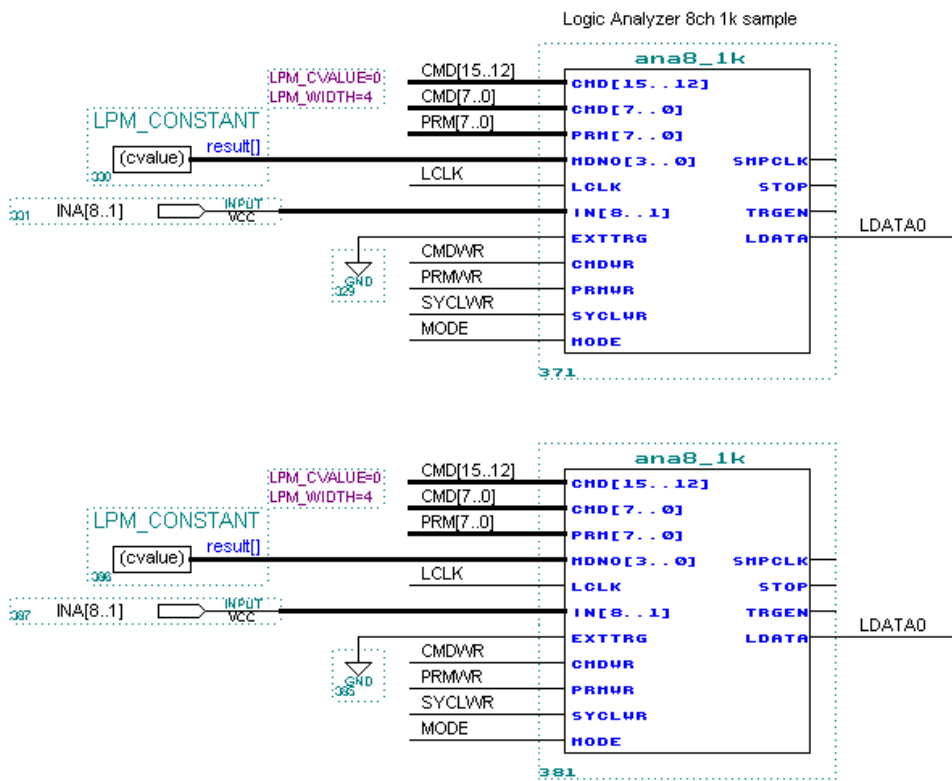 Logic Analyzer 8ch 1k sample
ana8_1k
LPM_CVALUE=0
LPM_WIDTH=4
CMD[15..12]
CMD[7..0]
PRM[7..0]
CMD[15..12]
CMD[7..0]
PRM[7..0]
LPM_CONSTANT
(cvalue)
result[]
330
MDNO[3..0]
SMPCLK
LCLK
LCLK
STOP
331
INA[8..1]
INPUT
VCC
IN[8..1]
TRGEN
EXTTRG
LDATA
LDATA0
GND
329
CMDWR
CMDWR
PRMWR
PRMWR
SYCLWR
SYCLWR
MODE
MODE
371
ana8_1k
LPM_CVALUE=0
LPM_WIDTH=4
CMD[15..12]
CMD[7..0]
PRM[7..0]
CMD[15..12]
CMD[7..0]
PRM[7..0]
LPM_CONSTANT
(cvalue)
result[]
386
MDNO[3..0]
SMPCLK
LCLK
LCLK
STOP
387
INA[8..1]
INPUT
VCC
IN[8..1]
TRGEN
EXTTRG
LDATA
LDATA0
GND
385
CMDWR
CMDWR
PRMWR
PRMWR
SYCLWR
SYCLWR
MODE
MODE
381